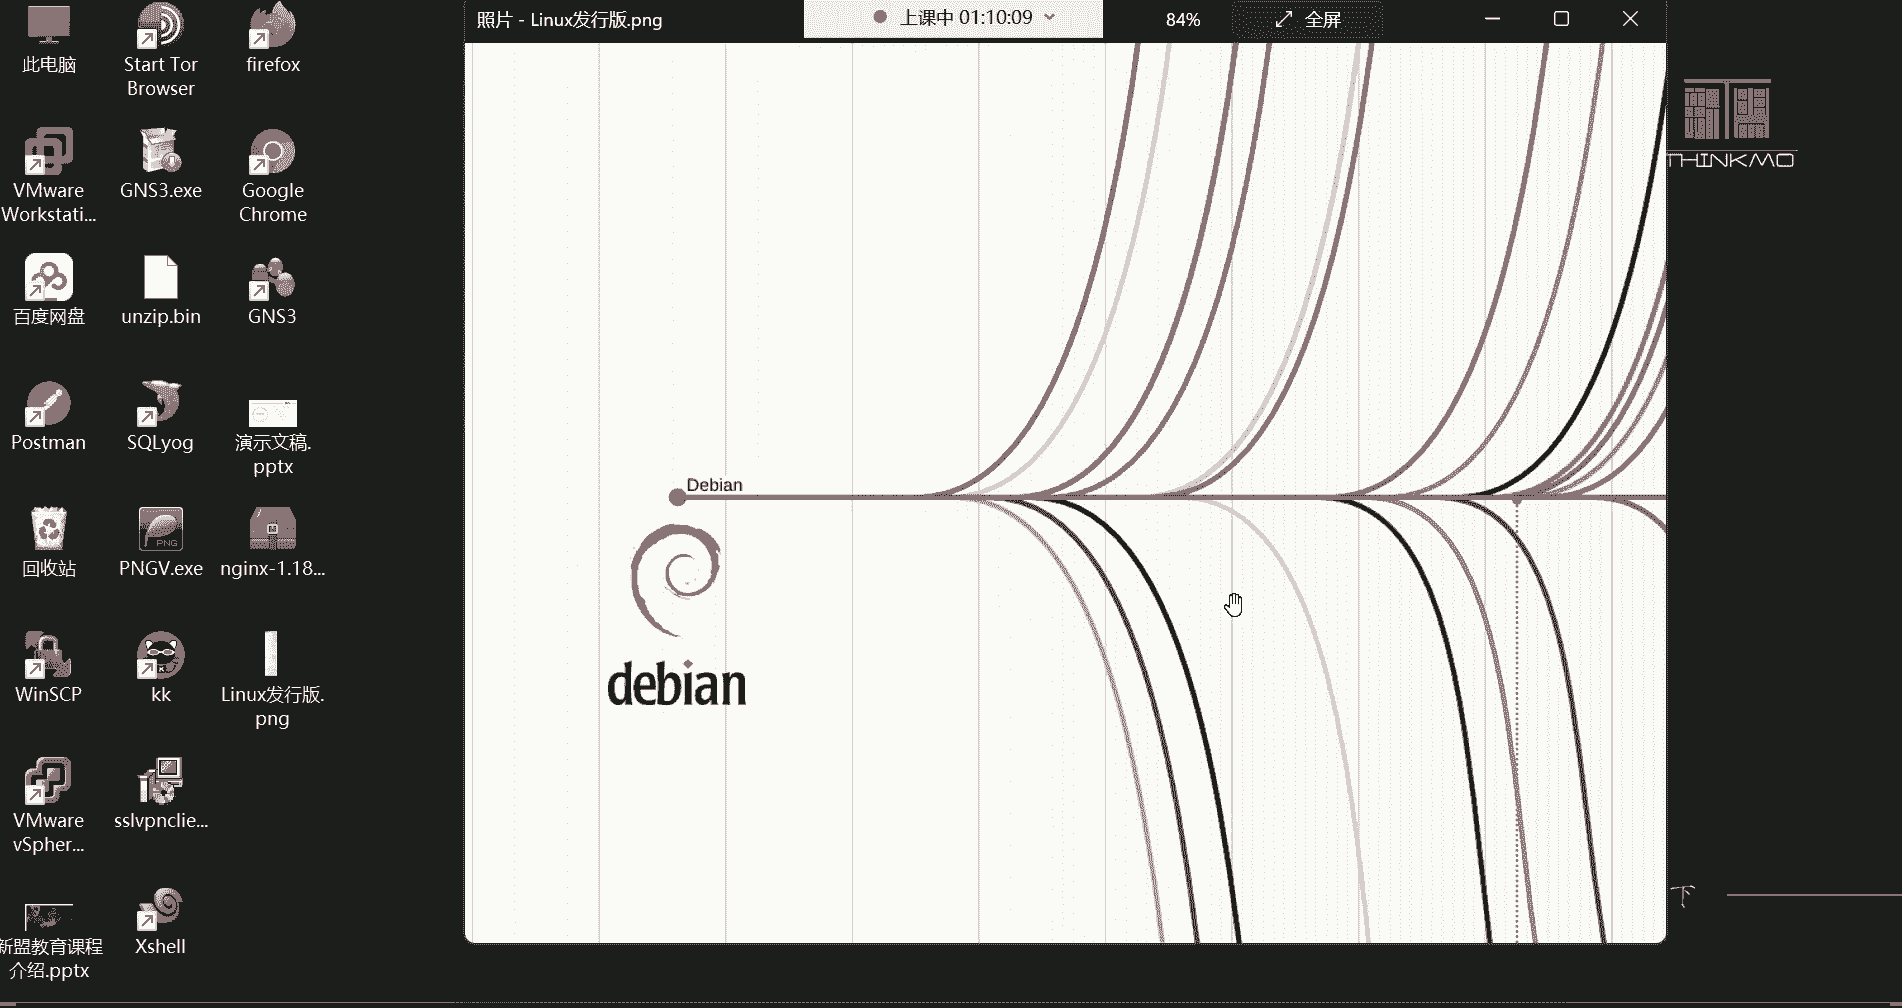 照片 - Linux发行版.png
上课中 01:10:09
84%
全屏
此电脑
Start Tor
Browser
firefox
VMware
Workstati...
GNS3.exe
Google
Chrome
百度网盘
unzip.bin
GNS3
Postman
SQLyog
演示文稿.
pptx
回收站
PNG
PNGV.exe
nginx-1.18...
WinSCP
kk
Linux发行版.
png
VMware
vSpher...
sslvpnclie...
新盟教育课程
介绍.pptx
Xshell
Debian
debian
THINKMO
下